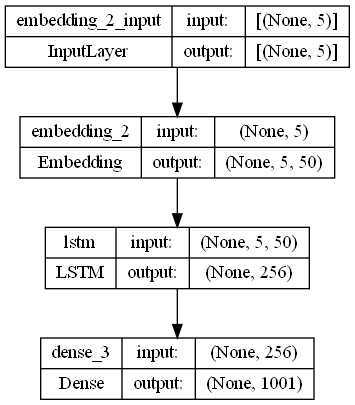 embedding_2_input input: [(None, 5)]
InputLayer output: [(None, 5)]
embedding_2 input: (None, 5)
Embedding output: (None, 5, 50)
lstm input: (None, 5, 50)
LSTM output: (None, 256)
dense_3 input: (None, 256)
Dense output: (None, 1001)